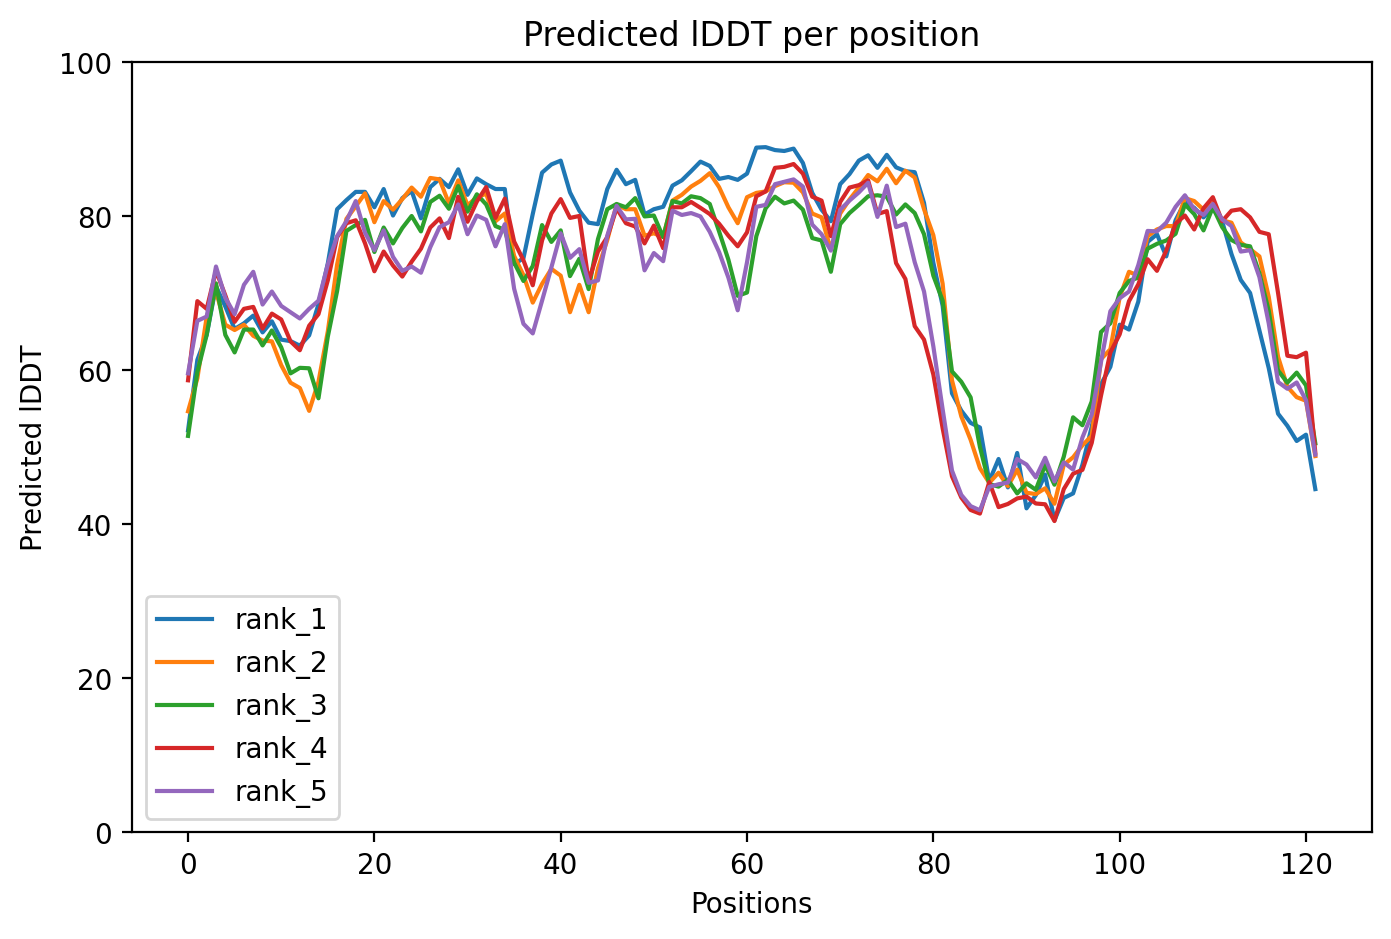 Predicted lDDT per position
Predicted lDDT
100
80
60
40
20
0
rank_1
rank_2
rank_3
rank_4
rank_5
0 20 40 60 80 100 120
Positions